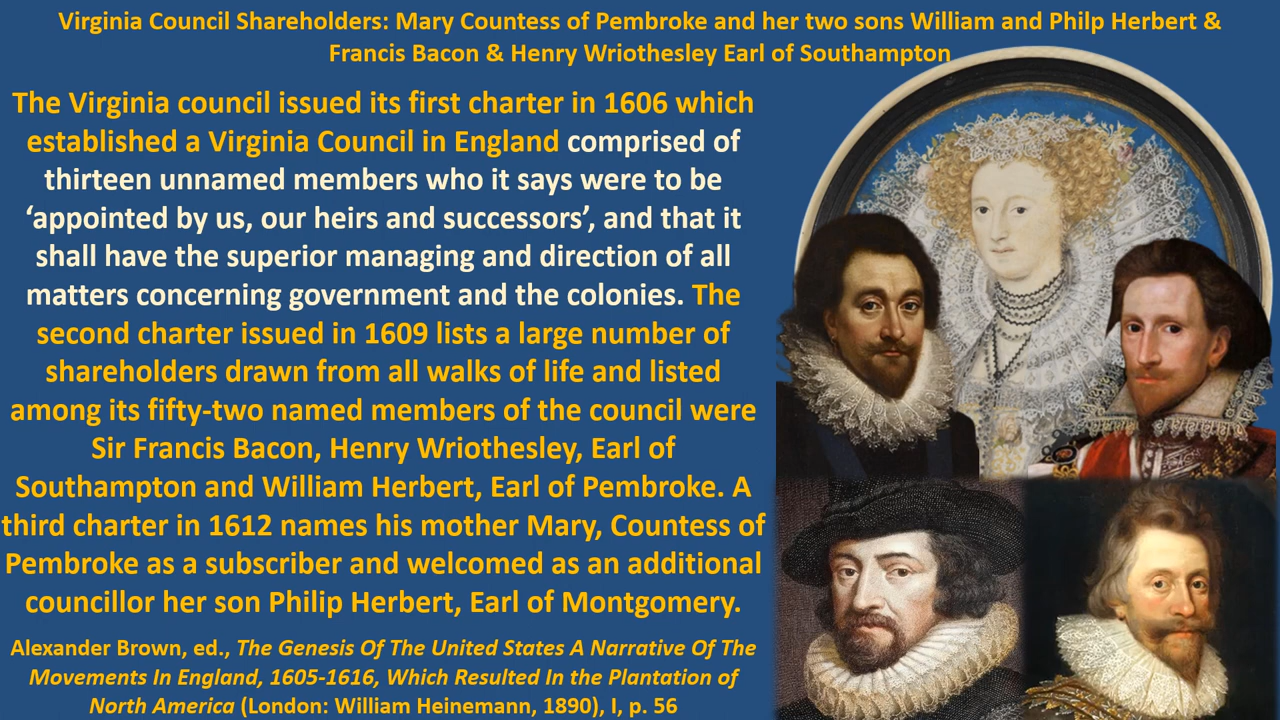 Virginia Council Shareholders: Mary Countess of Pembroke and her two sons William and Philp Herbert &
Francis Bacon & Henry Wriothesley Earl of Southampton
The Virginia council issued its first charter in 1606 which
established a Virginia Council in England comprised of
thirteen unnamed members who it says were to be
‘appointed by us, our heirs and successors’, and that it
shall have the superior managing and direction of all
matters concerning government and the colonies. The
second charter issued in 1609 lists a large number of
shareholders drawn from all walks of life and listed
among its fifty-two named members of the council were
Sir Francis Bacon, Henry Wriothesley, Earl of
Southampton and William Herbert, Earl of Pembroke. A
third charter in 1612 names his mother Mary, Countess of
Pembroke as a subscriber and welcomed as an additional
councillor her son Philip Herbert, Earl of Montgomery.
Alexander Brown, ed., The Genesis Of The United States A Narrative Of The
Movements In England, 1605-1616, Which Resulted In the Plantation of
North America (London: William Heinemann, 1890), I, p. 56